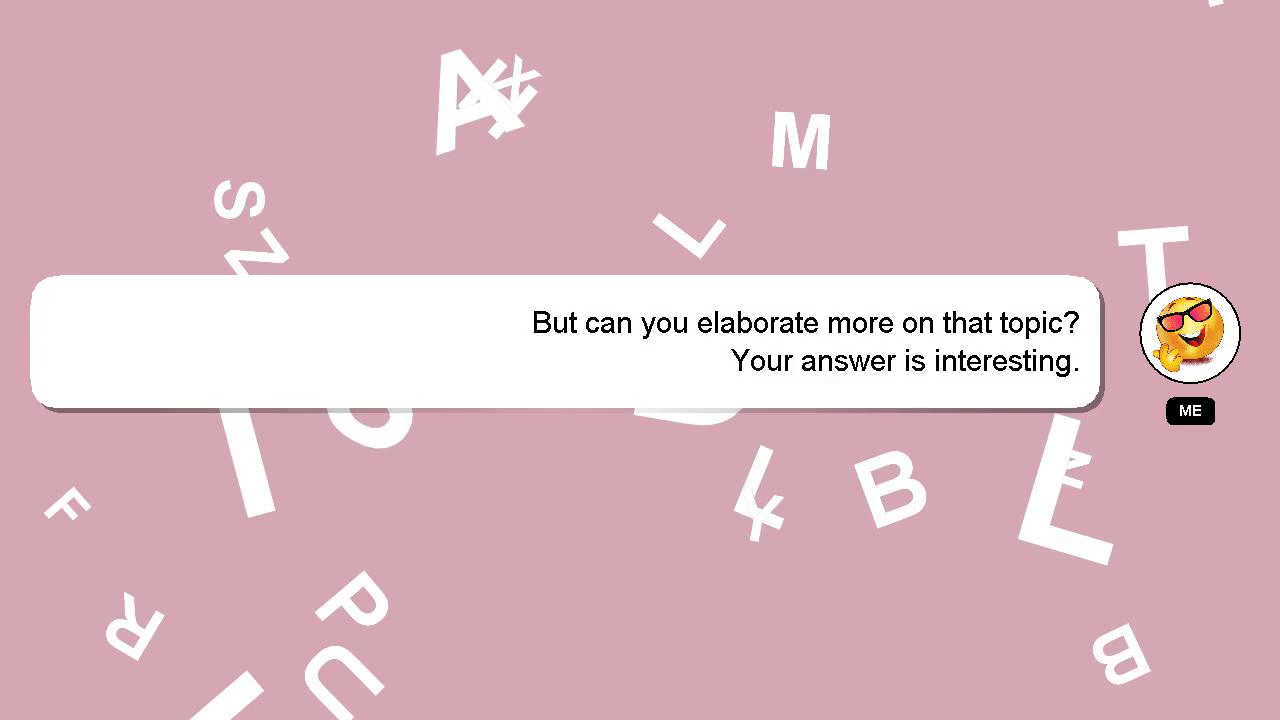 A
X
K
M
S
L
Z
T
But can you elaborate more on that topic?
Your answer is interesting.
ME
I
O
L
N
B
L
Y
F
P
R
U
B